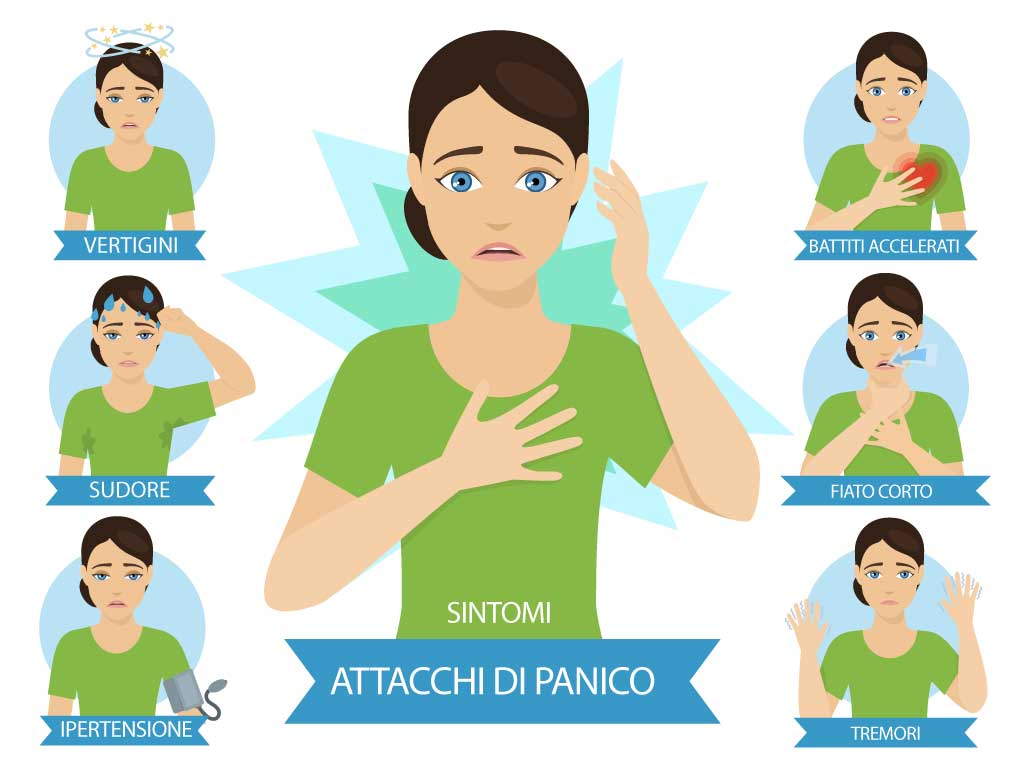 VERTIGINI
SUDORE
IPERTENSIONE
SINTOMI
ATTACCHI DI PANICO
BATTITI ACCELERATI
FIATO CORTO
TREMORI